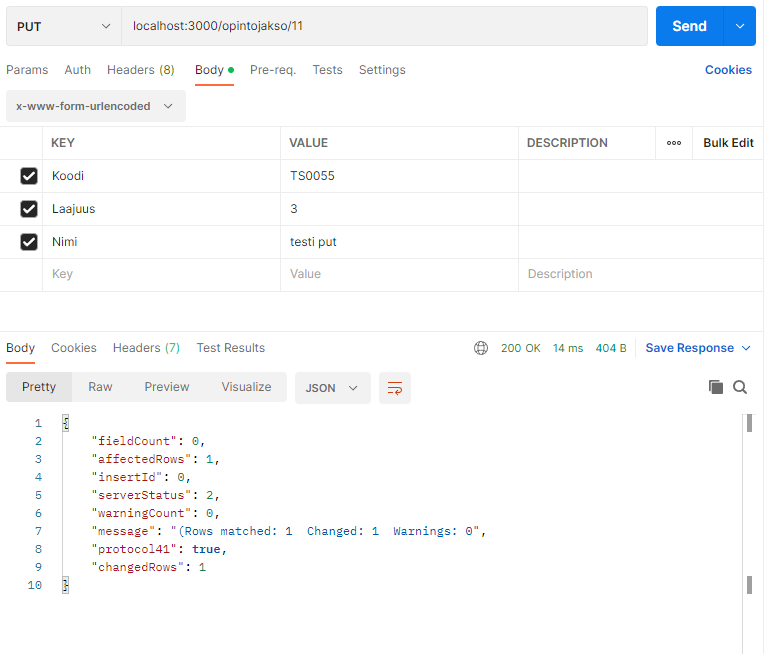 PUT localhost:3000/opintojakso/11 Send
Params Auth Headers (8) Body Pre-req. Tests Settings Cookies
x-www-form-urlencoded
KEY VALUE DESCRIPTION ooo Bulk Edit
Koodi TS0055
Laajuus 3
Nimi testi put
Key Value Description
Body Cookies Headers (7) Test Results 200 OK 14 ms 404 B Save Response
Pretty Raw Preview Visualize JSON
1 {
2 "fieldCount": 0,
3 "affectedRows": 1,
4 "insertId": 0,
5 "serverStatus": 2,
6 "warningCount": 0,
7 "message": "(Rows matched: 1  Changed: 1  Warnings: 0",
8 "protocol41": true,
9 "changedRows": 1
10 }